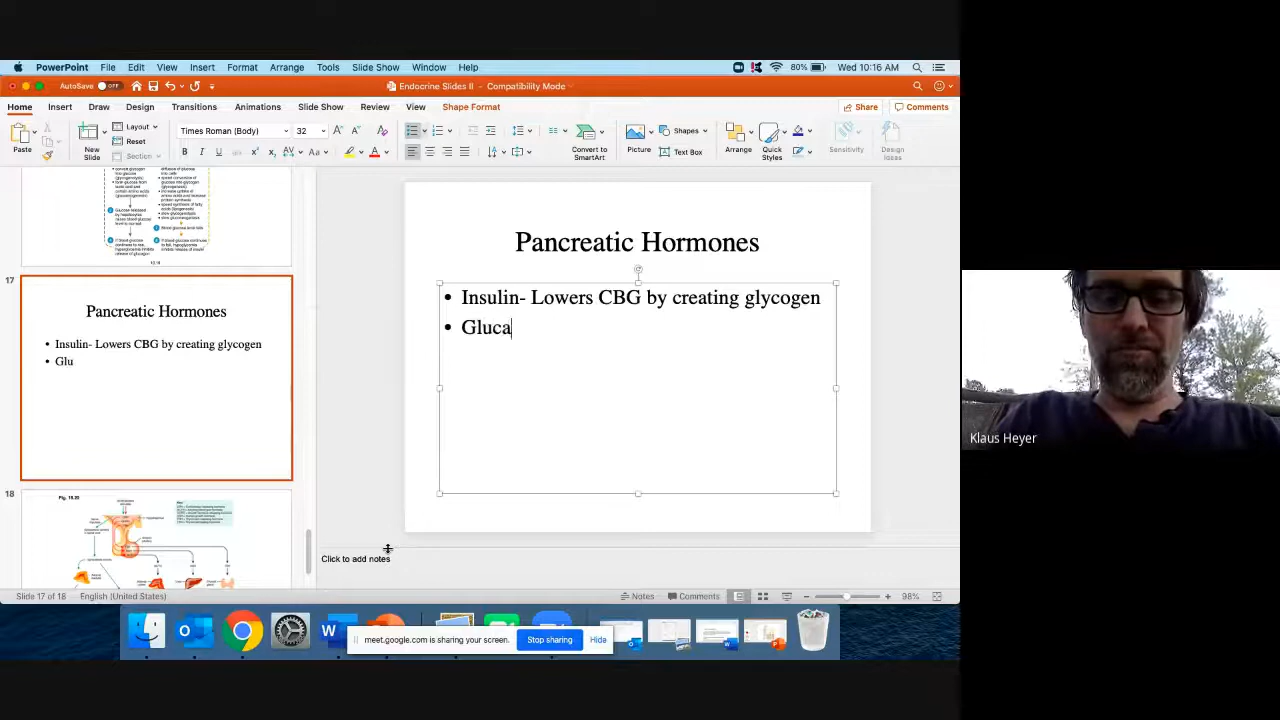 PowerPoint File Edit View Insert Format Arrange Tools Slide Show Window Help 80% Wed 10:16 AM
AutoSave OFF Endocrine Slides II - Compatibility Mode
Home Insert Draw Design Transitions Animations Slide Show Review View Shape Format Share Comments
Paste New Slide Layout Reset Section Times Roman (Body) 32 Convert to SmartArt Picture Shapes Text Box Arrange Quick Styles Sensitivity Design Ideas
17
Pancreatic Hormones
• Insulin- Lowers CBG by creating glycogen
• Glu
18
Pancreatic Hormones
• Insulin- Lowers CBG by creating glycogen
• Gluca
Click to add notes
Slide 17 of 18 English (United States) Notes Comments 98%
meet.google.com is sharing your screen. Stop sharing Hide
Klaus Heyer